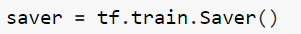 saver = tf.train.Saver()